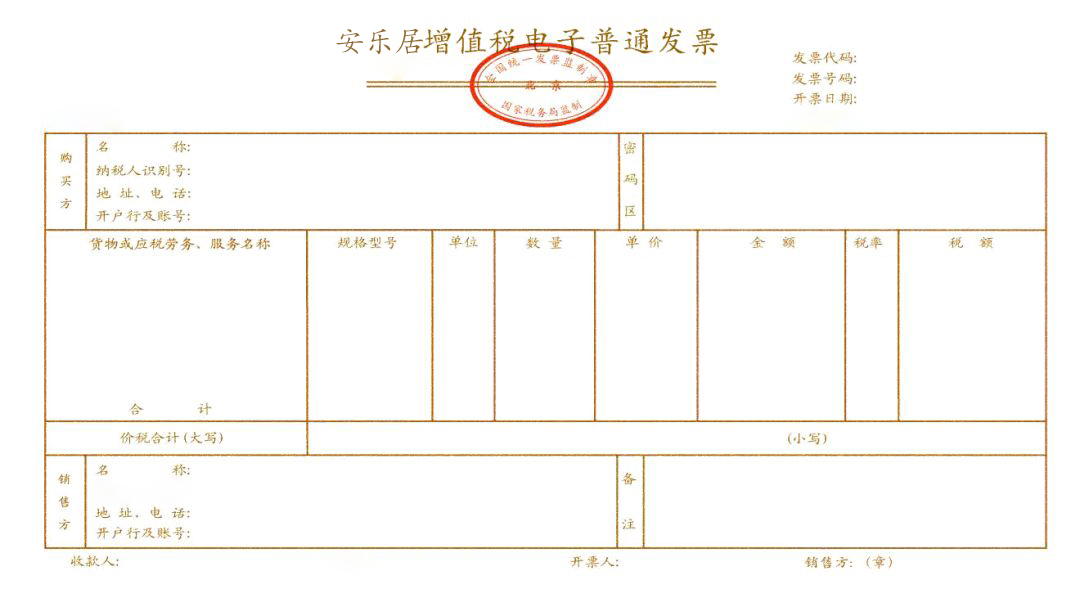 安乐居增值税电子普通发票
全国统一发票监制章
北京
国家税务局监制
发票代码:
发票号码:
开票日期:
购买方
名 称:
纳税人识别号:
地 址、电 话:
开户行及账号:
密码区
货物或应税劳务、服务名称 规格型号 单位 数 量 单 价 金 额 税率 税 额
合 计
价税合计(大写) (小写)
销售方
名 称:
地 址、电 话:
开户行及账号:
备注
收款人: 开票人: 销售方:(章)